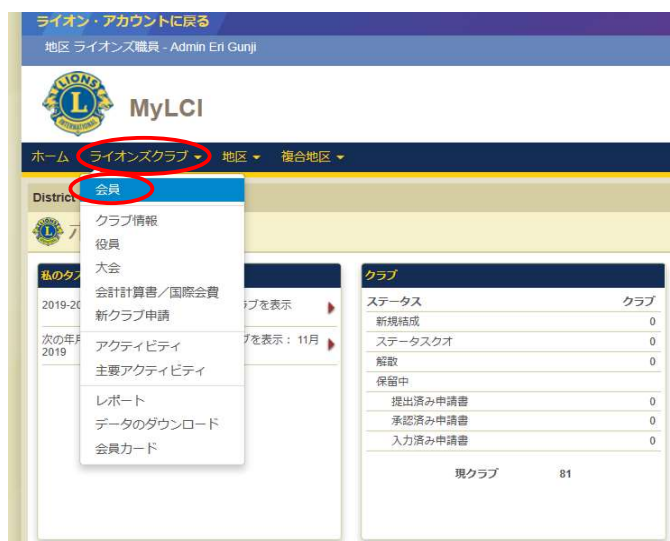 ライオン・アカウントに戻る
地区 ライオンズ職員 - Admin Eri Gunji
LIONS
L
INTERNATIONAL
MyLCI
ホーム ライオンズクラブ 地区 複合地区
会員
District
クラブ情報
役員
大会
会計計算書／国際会費
新クラブ申請
アクティビティ
主要アクティビティ
レポート
データのダウンロード
会員カード
私のタス
2019-20 ラブを表示
次の年月 ブを表示： 11月
2019
クラブ
ステータス クラブ
新規結成 0
ステータスクオ 0
解散 0
保留中
提出済み申請書 0
承認済み申請書 0
入力済み申請書 0
現クラブ 81